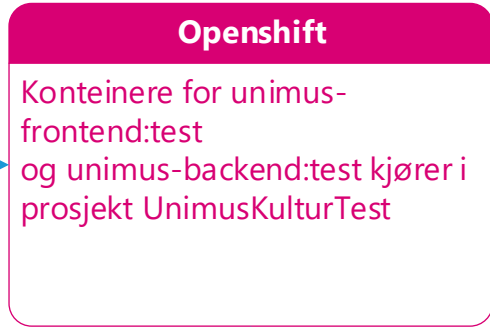 Openshift
Konteinere for unimus-
frontend:test
og unimus-backend:test kjører i
prosjekt UnimusKulturTest